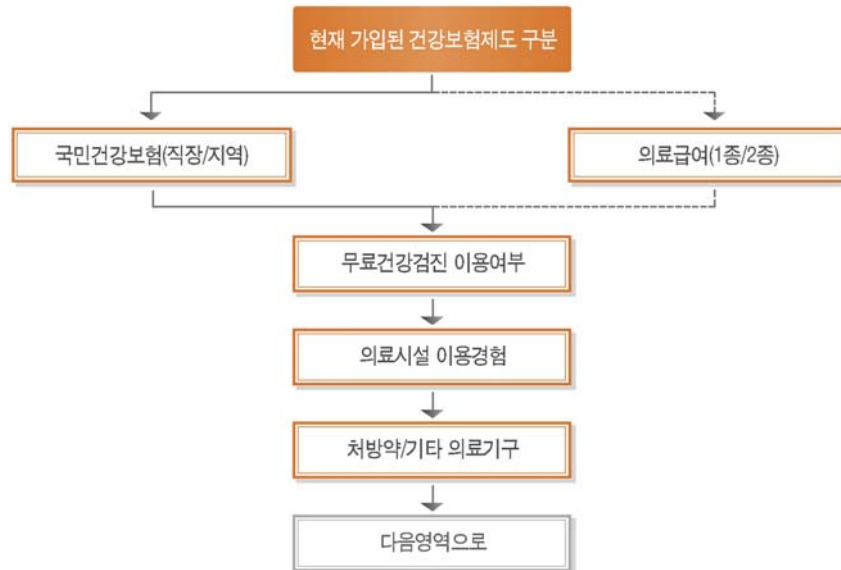 현재 가입된 건강보험제도 구분
국민건강보험(직장/지역)
의료급여(1종/2종)
무료건강검진 이용여부
의료시설 이용경험
처방약/기타 의료기구
다음영역으로